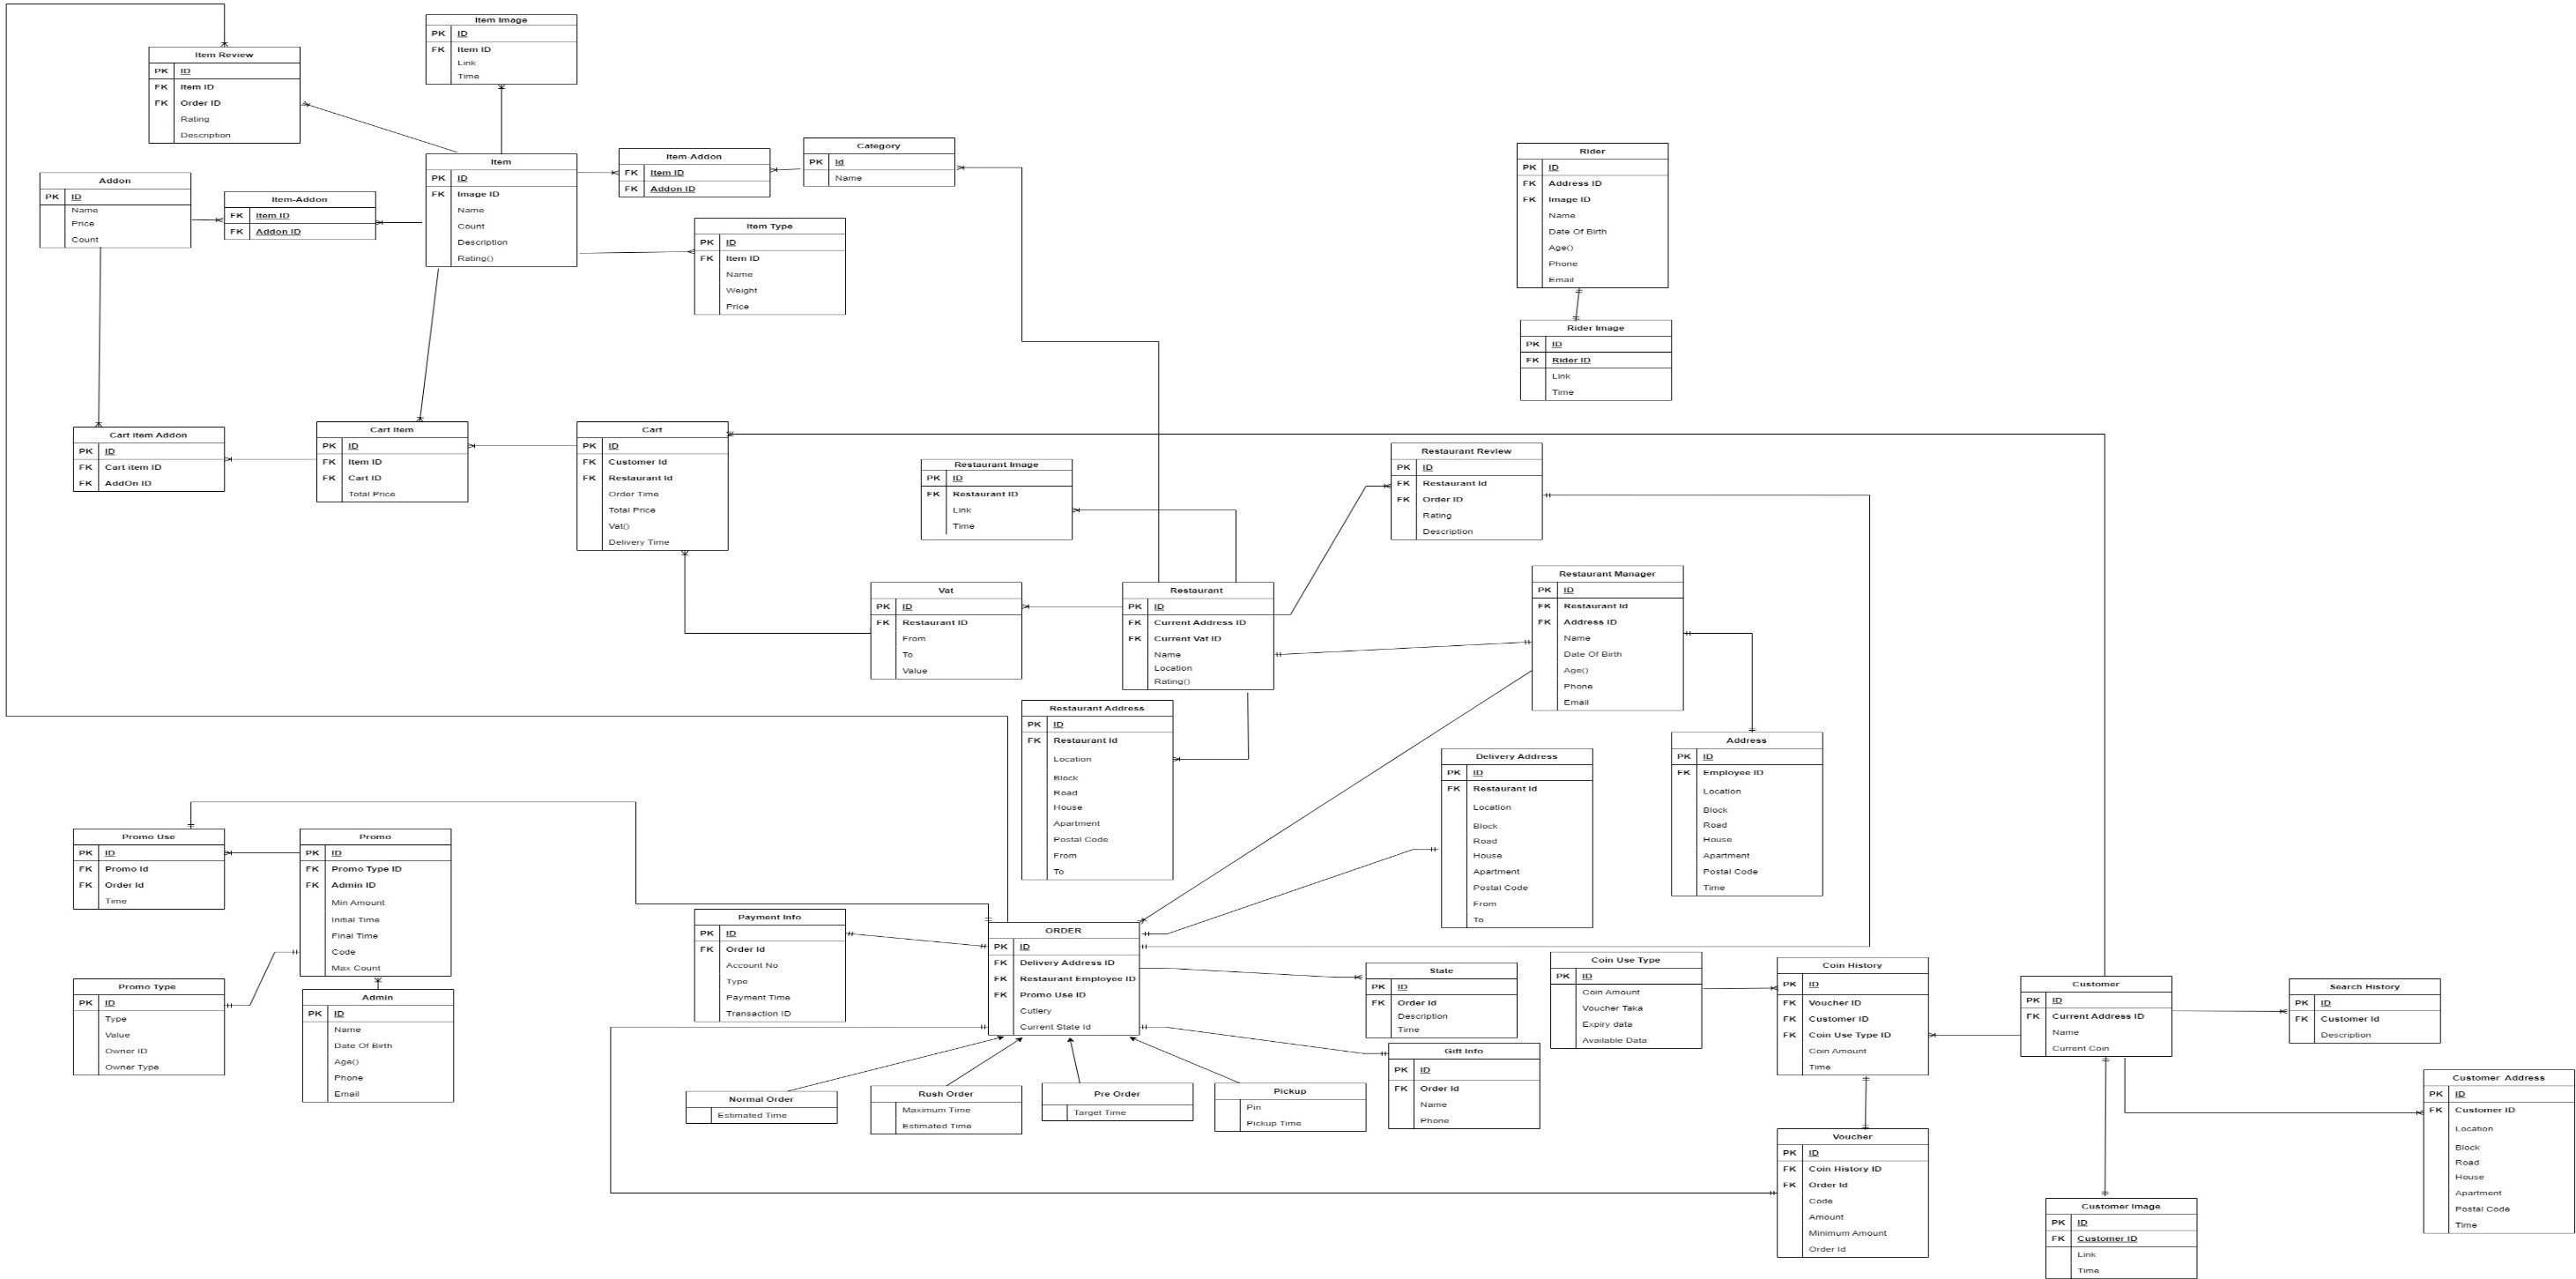 Item Image
PK ID
FK Item ID
Link
Time
Item Review
PK ID
FK Item ID
FK Order ID
Rating
Description
Item
PK ID
FK Image ID
Name
Count
Description
Rating()
Item-Addon
FK Item ID
FK Addon ID
Category
PK Id
Name
Rider
PK ID
FK Address ID
FK Image ID
Name
Date Of Birth
Age()
Phone
Email
Addon
PK ID
Name
Price
Count
Item-Addon
FK Item ID
FK Addon ID
Item Type
PK ID
FK Item ID
Name
Weight
Price
Rider Image
PK ID
FK Rider ID
Link
Time
Cart Item Addon
PK ID
FK Cart item ID
FK AddOn ID
Cart Item
PK ID
FK Item ID
FK Cart ID
Total Price
Cart
PK ID
FK Customer Id
FK Restaurant Id
Order Time
Total Price
Vat()
Delivery Time
Restaurant Image
PK ID
FK Restaurant ID
Link
Time
Restaurant Review
PK ID
FK Restaurant Id
FK Order ID
Rating
Description
Vat
PK ID
FK Restaurant ID
From
To
Value
Restaurant
PK ID
FK Current Address ID
FK Current Vat ID
Name
Location
Rating()
Restaurant Manager
PK ID
FK Restaurant Id
FK Address ID
Name
Date Of Birth
Age()
Phone
Email
Restaurant Address
PK ID
FK Restaurant Id
Location
Block
Road
House
Apartment
Postal Code
From
To
Delivery Address
PK ID
FK Restaurant Id
Location
Block
Road
House
Apartment
Postal Code
From
To
Address
PK ID
FK Employee ID
Location
Block
Road
House
Apartment
Postal Code
Time
Promo Use
PK ID
FK Promo Id
FK Order Id
Time
Promo
PK ID
FK Promo Type ID
FK Admin ID
Min Amount
Initial Time
Final Time
Code
Max Count
Payment Info
PK ID
FK Order Id
Account No
Type
Payment Time
Transaction ID
ORDER
PK ID
FK Delivery Address ID
FK Restaurant Employee ID
FK Promo Use ID
Cutlery
Current State Id
State
PK ID
FK Order Id
Description
Time
Coin Use Type
PK ID
Coin Amount
Voucher Taka
Expiry data
Available Data
Coin History
PK ID
FK Voucher ID
FK Customer ID
FK Coin Use Type ID
Coin Amount
Time
Customer
PK ID
FK Current Address ID
Name
Current Coin
Search History
PK ID
FK Customer Id
Description
Promo Type
PK ID
Type
Value
Owner ID
Owner Type
Admin
PK ID
Name
Date Of Birth
Age()
Phone
Email
Normal Order
Estimated Time
Rush Order
Maximum Time
Estimated Time
Pre Order
Target Time
Pickup
Pin
Pickup Time
Gift Info
PK ID
FK Order Id
Name
Phone
Voucher
PK ID
FK Coin History ID
FK Order Id
Code
Amount
Minimum Amount
Order Id
Customer Image
PK ID
FK Customer ID
Link
Time
Customer Address
PK ID
FK Customer ID
Location
Block
Road
House
Apartment
Postal Code
Time